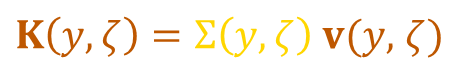 𝐊(𝑦, 𝜁) = Σ(𝑦, 𝜁) 𝐯(𝑦, 𝜁)